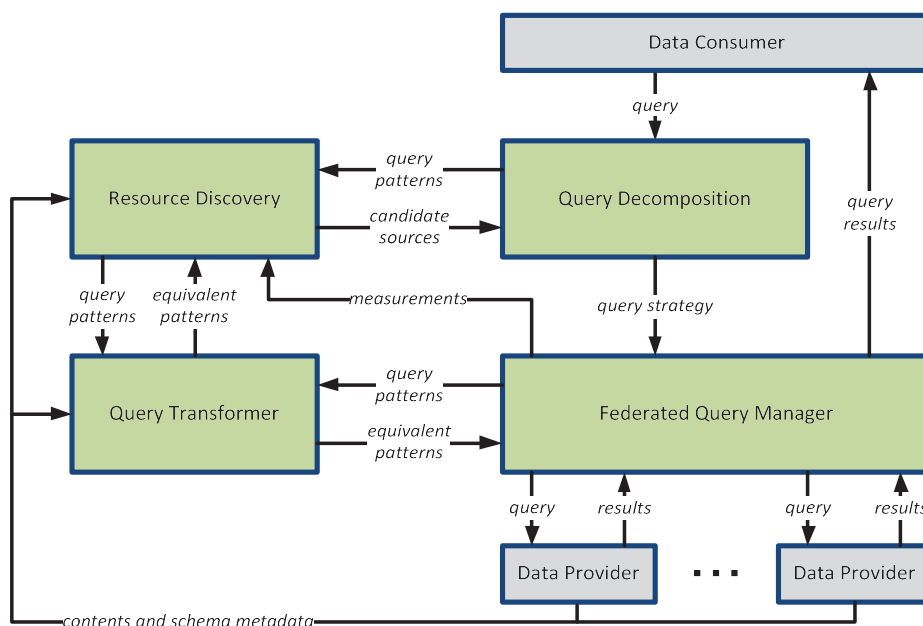 Data Consumer
query
query
patterns
Resource Discovery
Query Decomposition
candidate
sources
query
results
query
patterns
equivalent
patterns
measurements
query strategy
query
patterns
Query Transformer
Federated Query Manager
equivalent
patterns
query
results
query
results
Data Provider
Data Provider
contents and schema metadata